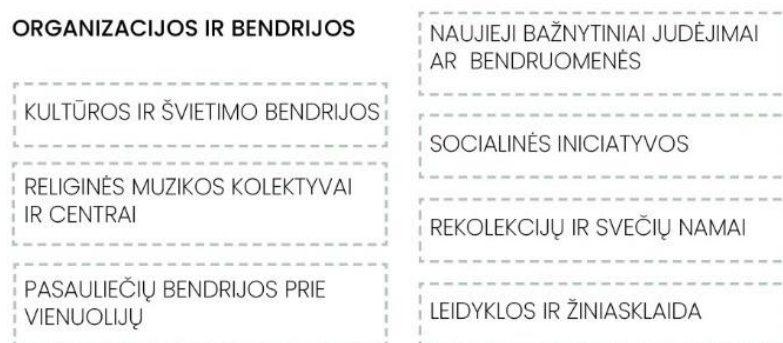 ORGANIZACIJOS IR BENDRIJOS
KULTŪROS IR ŠVIETIMO BENDRIJOS
RELIGINĖS MUZIKOS KOLEKTYVAI
IR CENTRAI
PASAULIEČIŲ BENDRIJOS PRIE
VIENUOLIJŲ
NAUJIEJI BAŽNYTINIAI JUDĖJIMAI
AR BENDRUOMENĖS
SOCIALINĖS INICIATYVOS
REKOLEKCIJŲ IR SVEČIŲ NAMAI
LEIDYKLOS IR ŽINIASKLAIDA